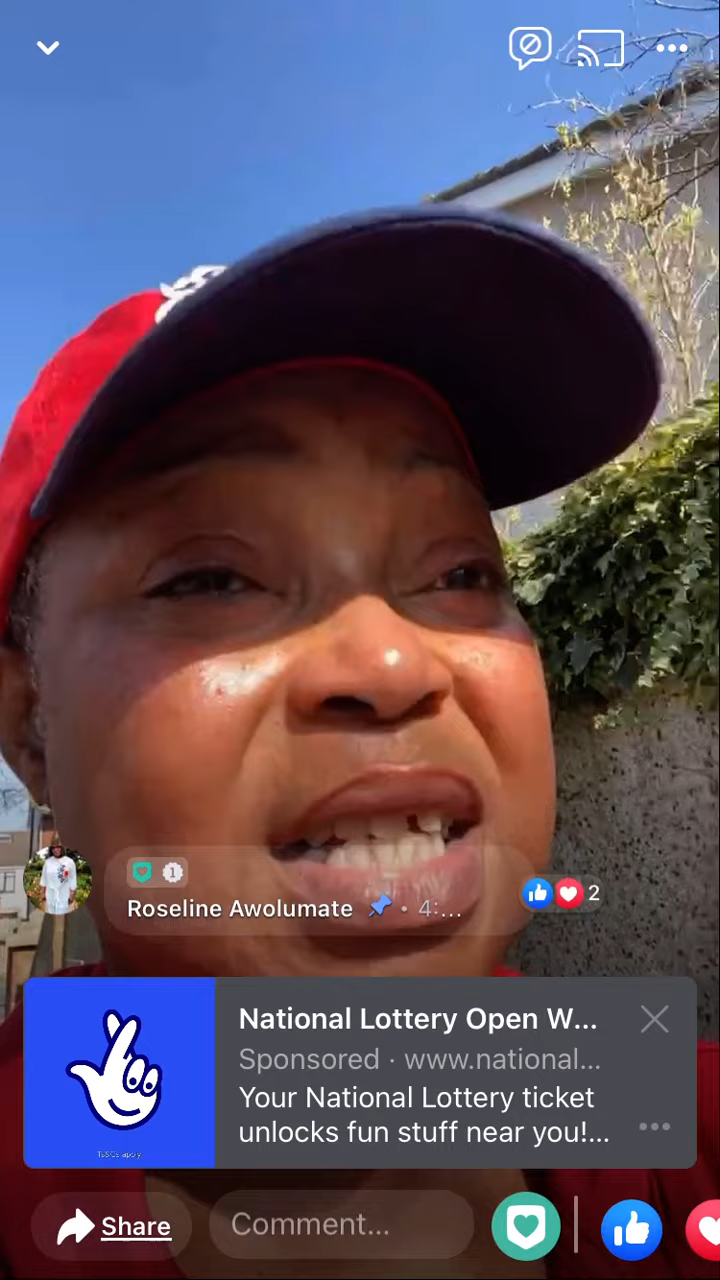 Roseline Awolumate • 4:...
National Lottery Open W...
Sponsored · www.national...
Your National Lottery ticket
unlocks fun stuff near you!...
Share
Comment...
2